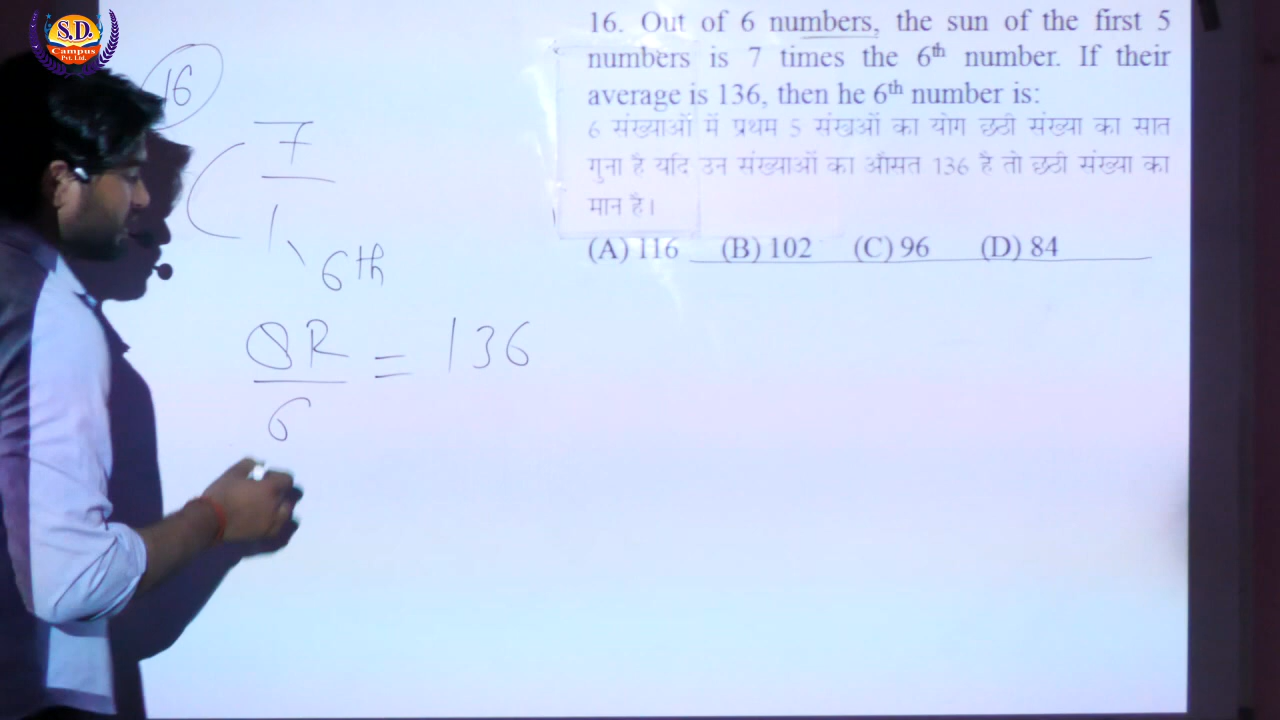 S.D.
Campus
Pvt. Ltd.
16. Out of 6 numbers, the sun of the first 5
numbers is 7 times the 6th number. If their
average is 136, then he 6th number is:
6 संख्याओं में प्रथम 5 संखओं का योग छठी संख्या का सात
गुना है यदि उन संख्याओं का औसत 136 है तो छठी संख्या का
मान है।
(A) 116 (B) 102 (C) 96 (D) 84
16
7
1
6th
8R = 136
6